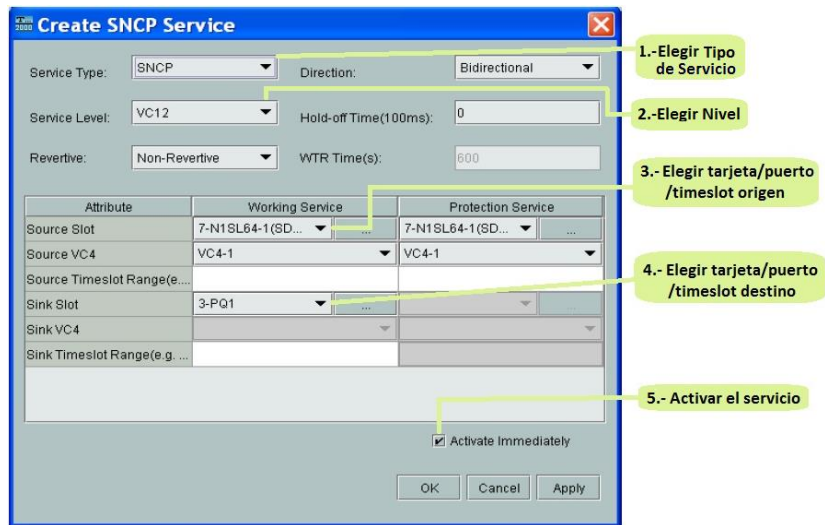 Create SNCP Service
Service Type: SNCP Direction: Bidirectional
1.-Elegir Tipo
de Servicio
Service Level: VC12 Hold-off Time(100ms): 0
2.-Elegir Nivel
Revertive: Non-Revertive WTR Time(s): 600
3.- Elegir tarjeta/puerto
/timeslot origen
Attribute Working Service Protection Service
Source Slot 7-N1SL64-1(SD... ... 7-N1SL64-1(SD... ...
Source VC4 VC4-1 VC4-1
Source Timeslot Range(e....
4.- Elegir tarjeta/puerto
/timeslot destino
Sink Slot 3-PQ1 ... ...
Sink VC4
Sink Timeslot Range(e.g. ...
5.- Activar el servicio
Activate Immediately
OK Cancel Apply